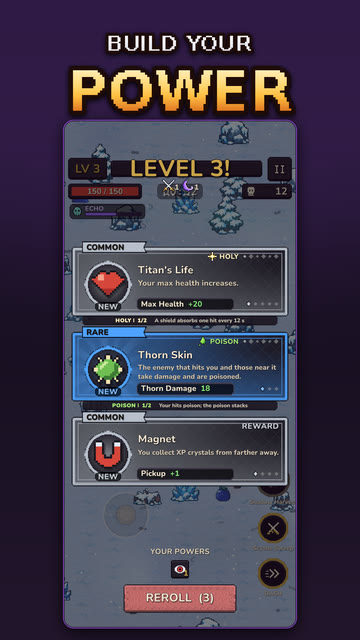 BUILD YOUR
POWER
LV 3
LEVEL 3!
150 / 150
1
1
12
ECHO
COMMON
HOLY
Titan's Life
Your max health increases.
NEW
Max Health +20
HOLY | 1/2 A shield absorbs one hit every 12 s
RARE
POISON
Thorn Skin
The enemy that hits you and those near it
take damage and are poisoned.
NEW
Thorn Damage 18
POISON | 1/2 Your hits poison; the poison stacks
COMMON
REWARD
Magnet
You collect XP crystals from farther away.
NEW
Pickup +1
YOUR POWERS
REROLL (3)